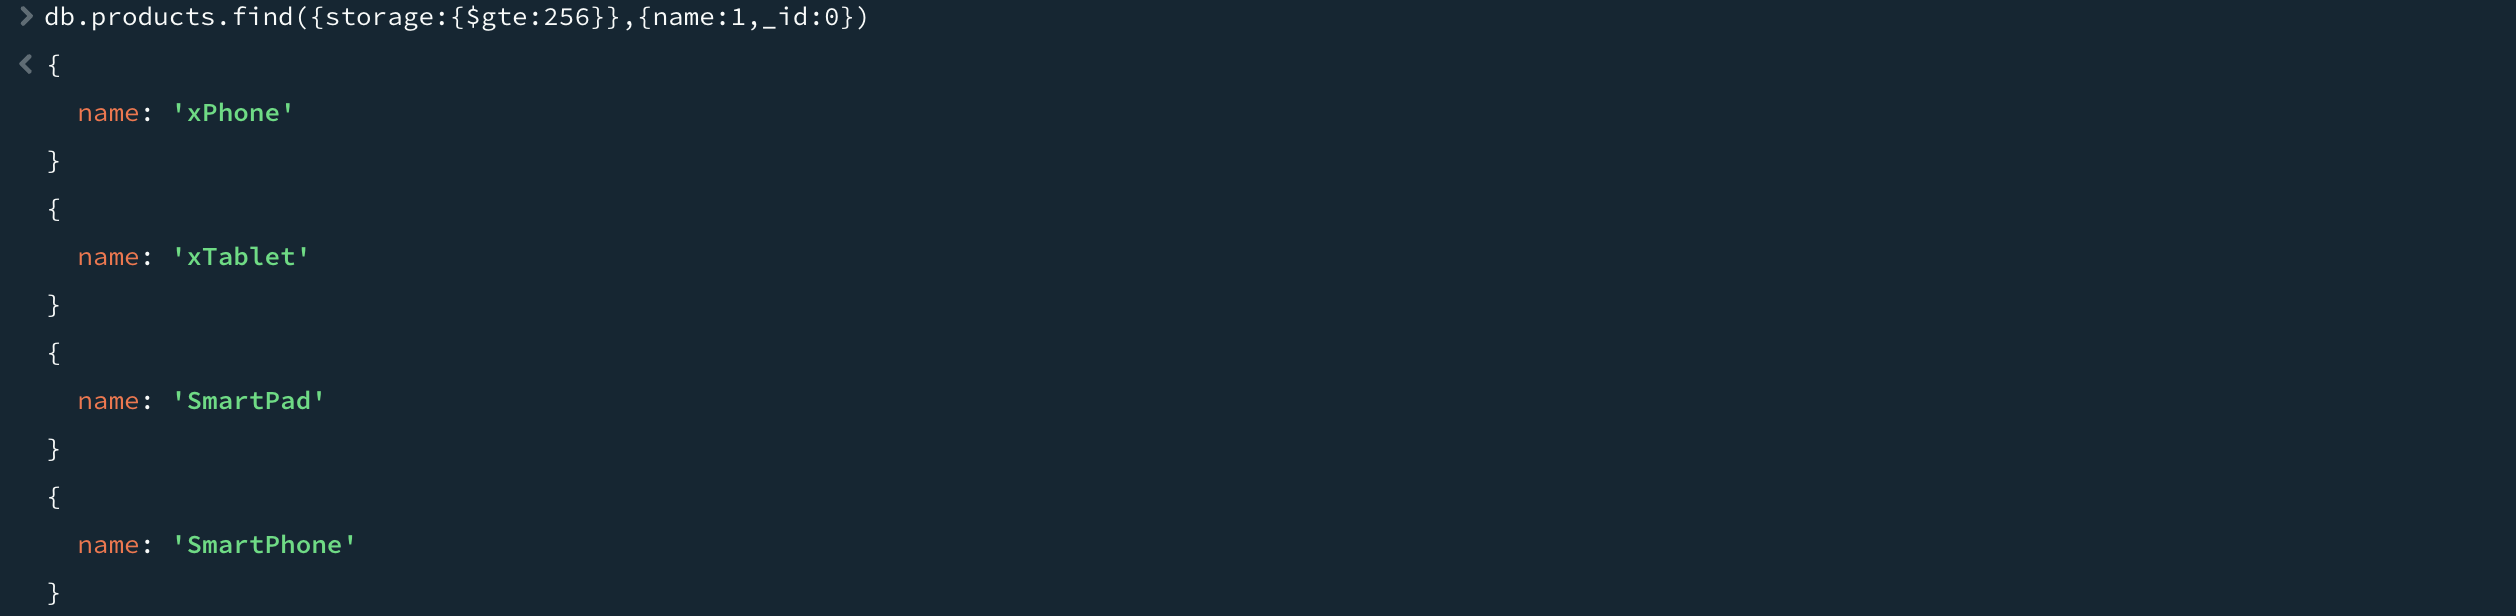 > db.products.find({storage:{$gte:256}},{name:1,_id:0})
< {
name: 'xPhone'
}
{
name: 'xTablet'
}
{
name: 'SmartPad'
}
{
name: 'SmartPhone'
}